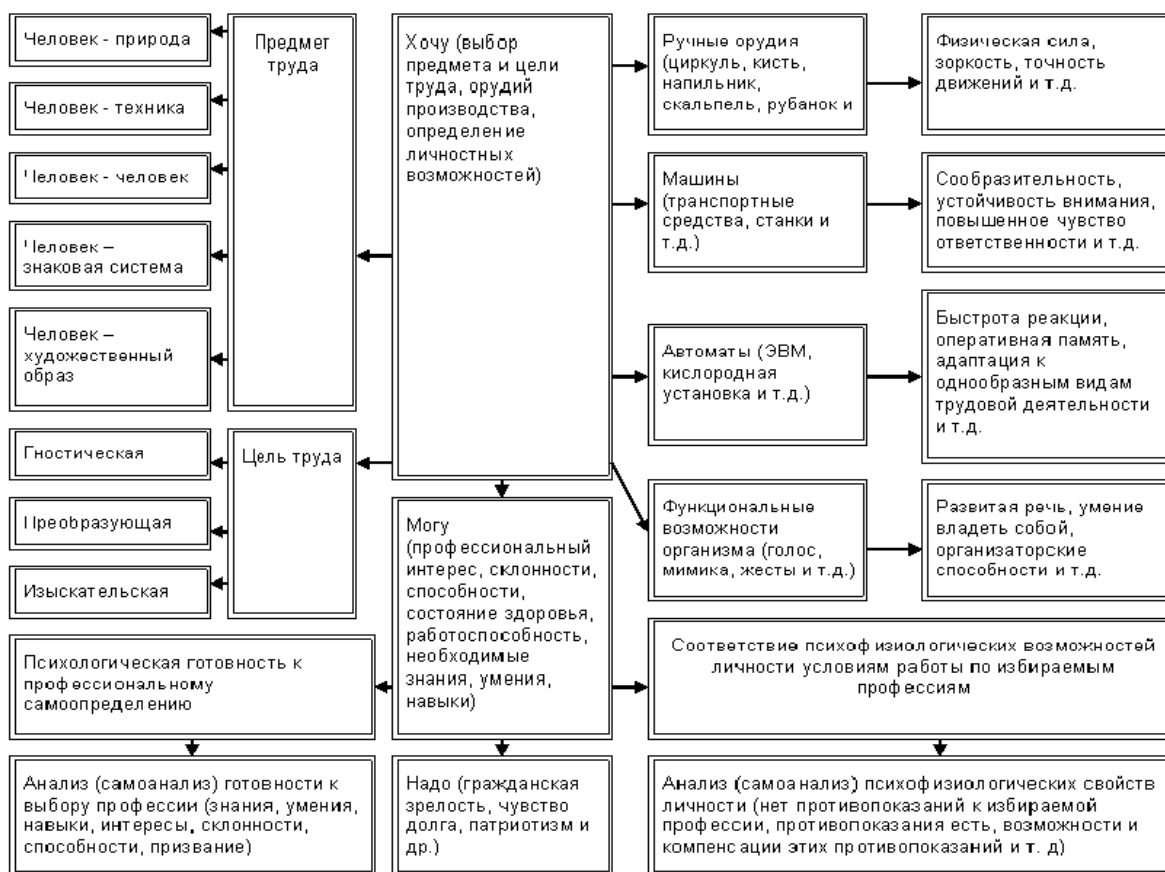 Человек - природа
Человек - техника
Человек - человек
Человек –
знаковая система
Человек –
художественный
образ
Предмет
труда
Гностическая
Преобразующая
Изыскательская
Цель труда
Хочу (выбор
предмета и цели
труда, орудий
производства,
определение
личностных
возможностей)
Ручные орудия
(циркуль, кисть,
напильник,
скальпель, рубанок и
Физическая сила,
зоркость, точность
движений и т.д.
Машины
(транспортные
средства, станки и
т.д.)
Сообразительность,
устойчивость внимания,
повышенное чувство
ответственности и т.д.
Автоматы (ЭВМ,
кислородная
установка и т.д.)
Быстрота реакции,
оперативная память,
адаптация к
однообразным видам
трудовой деятельности
и т.д.
Функциональные
возможности
организма (голос,
мимика, жесты и т.д.)
Развитая речь, умение
владеть собой,
организаторские
способности и т.д.
Могу
(профессиональный
интерес, склонности,
способности,
состояние здоровья,
работоспособность,
необходимые
знания, умения,
навыки)
Психологическая готовность к
профессиональному
самоопределению
Соответствие психофизиологических возможностей
личности условиям работы по избираемым
профессиям
Анализ (самоанализ) готовности к
выбору профессии (знания, умения,
навыки, интересы, склонности,
способности, призвание)
Надо (гражданская
зрелость, чувство
долга, патриотизм и
др.)
Анализ (самоанализ) психофизиологических свойств
личности (нет противопоказаний к избираемой
профессии, противопоказания есть, возможности и
компенсации этих противопоказаний и т. д)